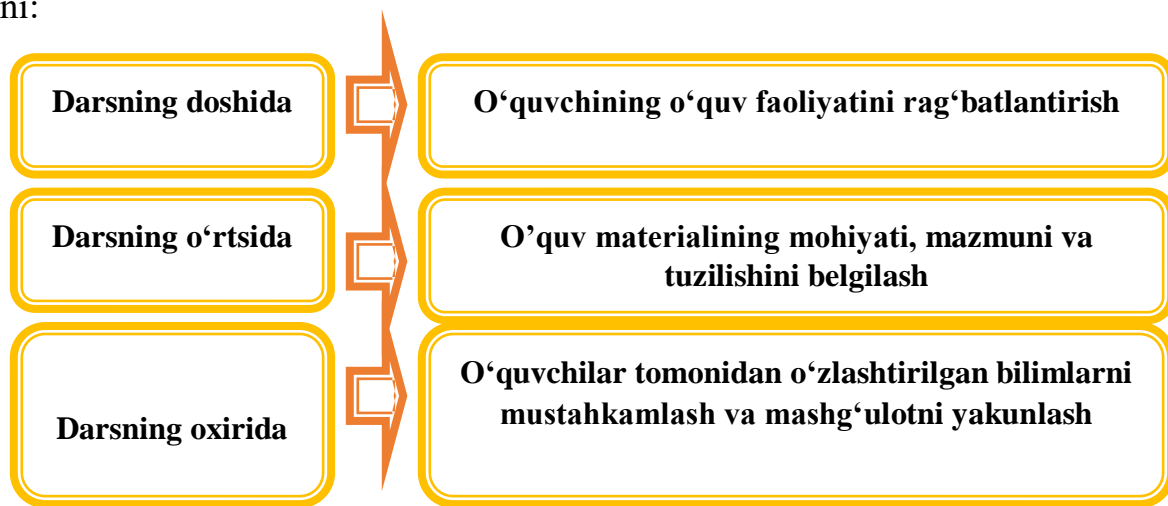 ni:
Darsning doshida
O‘quvchining o‘quv faoliyatini rag‘batlantirish
Darsning o‘rtsida
O’quv materialining mohiyati, mazmuni va
tuzilishini belgilash
Darsning oxirida
O‘quvchilar tomonidan o‘zlashtirilgan bilimlarni
mustahkamlash va mashg‘ulotni yakunlash